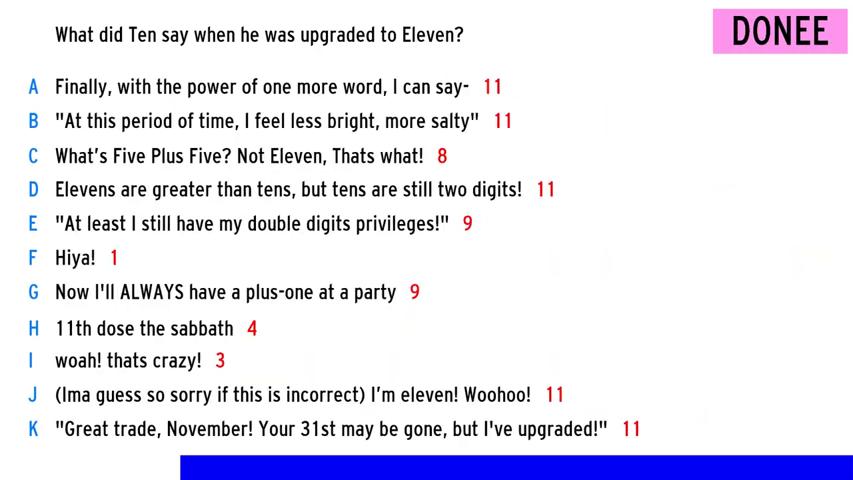 What did Ten say when he was upgraded to Eleven?
DONEE
A Finally, with the power of one more word, I can say- 11
B "At this period of time, I feel less bright, more salty" 11
C What's Five Plus Five? Not Eleven, Thats what! 8
D Elevens are greater than tens, but tens are still two digits! 11
E "At least I still have my double digits privileges!" 9
F Hiya! 1
G Now I'll ALWAYS have a plus-one at a party 9
H 11th dose the sabbath 4
I woah! thats crazy! 3
J (Ima guess so sorry if this is incorrect) I'm eleven! Woohoo! 11
K "Great trade, November! Your 31st may be gone, but I've upgraded!" 11